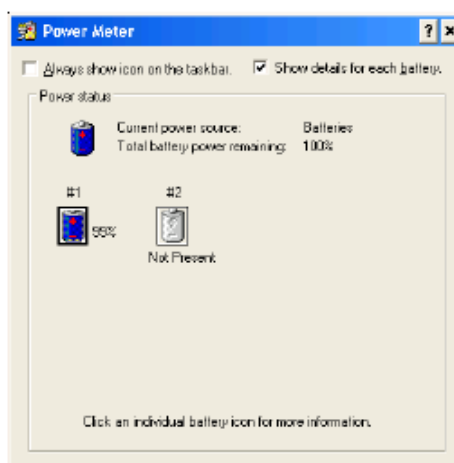 .
Power Meter
Always show icon on the taskbar. Show details for each battery.
Power status
Current power source: Batteries
Total battery power remaining: 100%
#1 #2
99%
Not Present
Click an individual battery icon for more information.